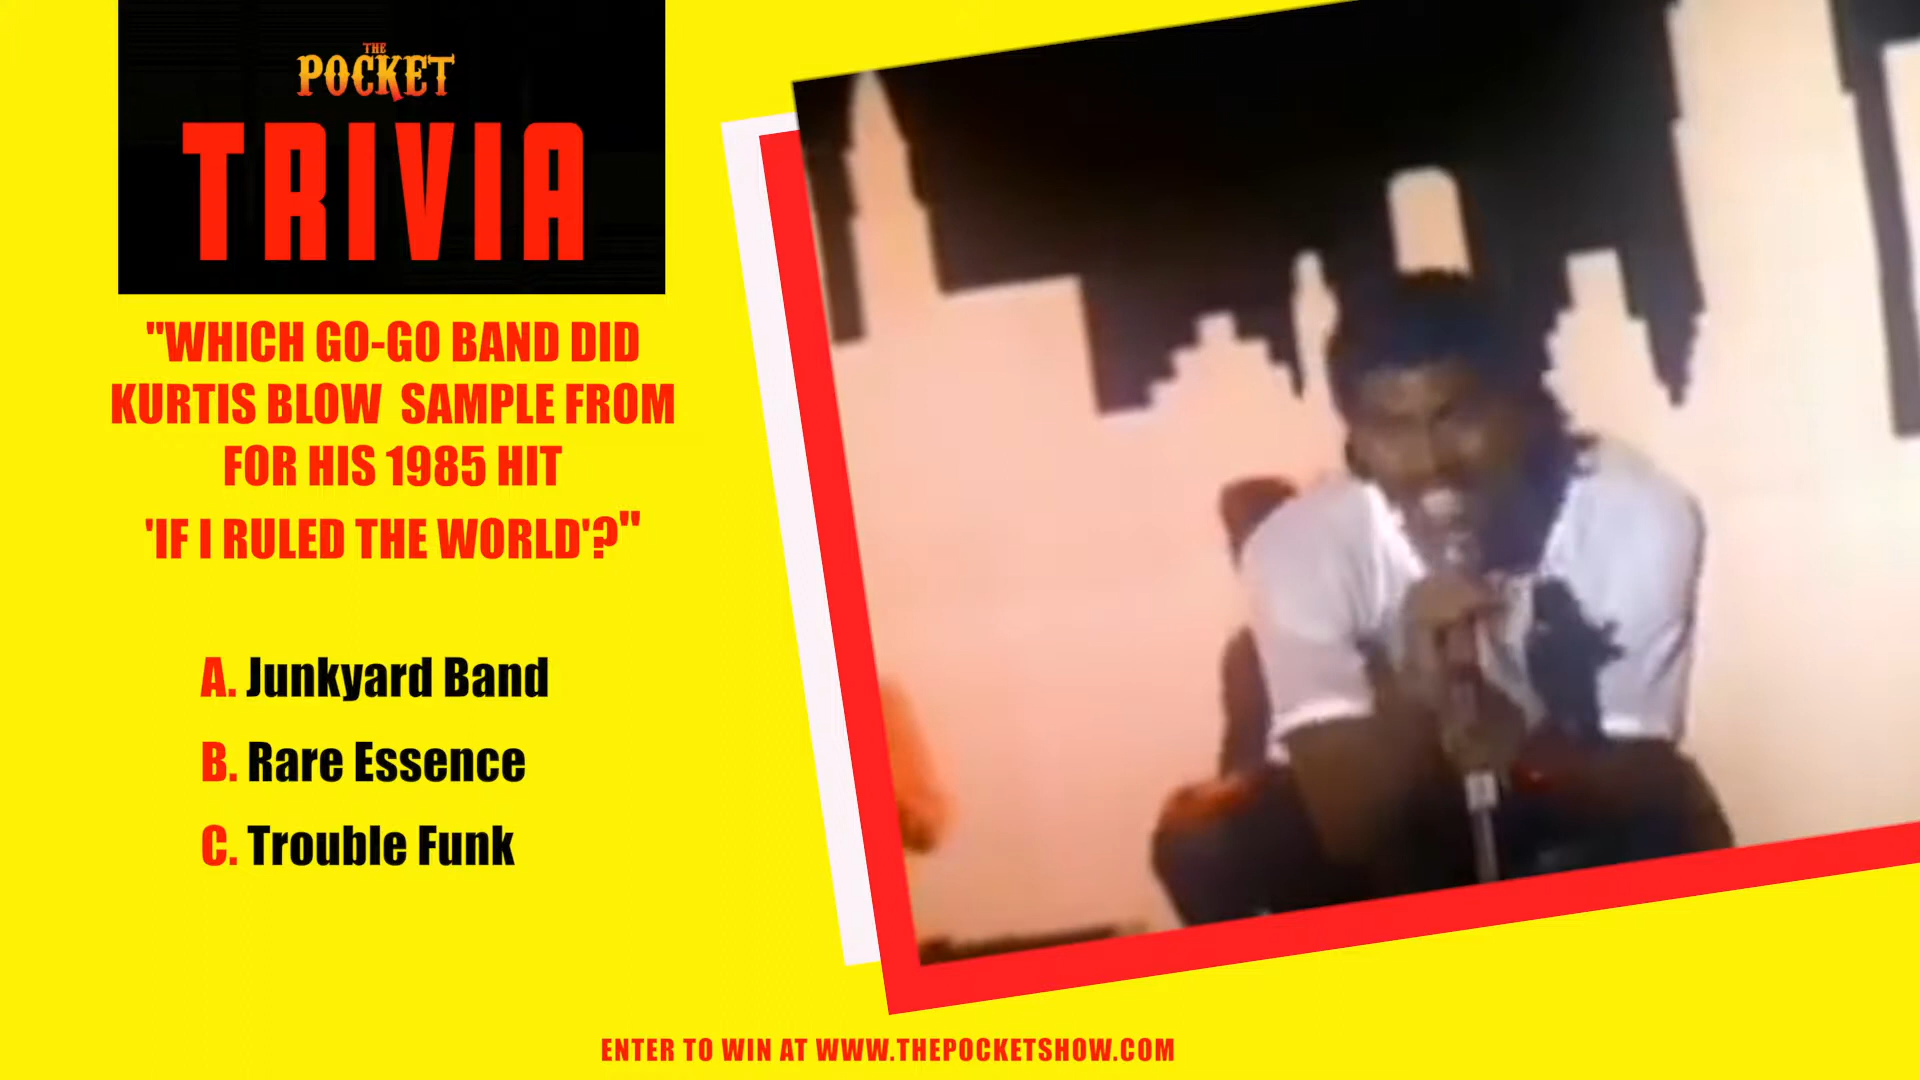 THE
POCKET
TRIVIA
"WHICH GO-GO BAND DID
KURTIS BLOW SAMPLE FROM
FOR HIS 1985 HIT
'IF I RULED THE WORLD'?"
A. Junkyard Band
B. Rare Essence
C. Trouble Funk
ENTER TO WIN AT WWW.THEPOCKETSHOW.COM